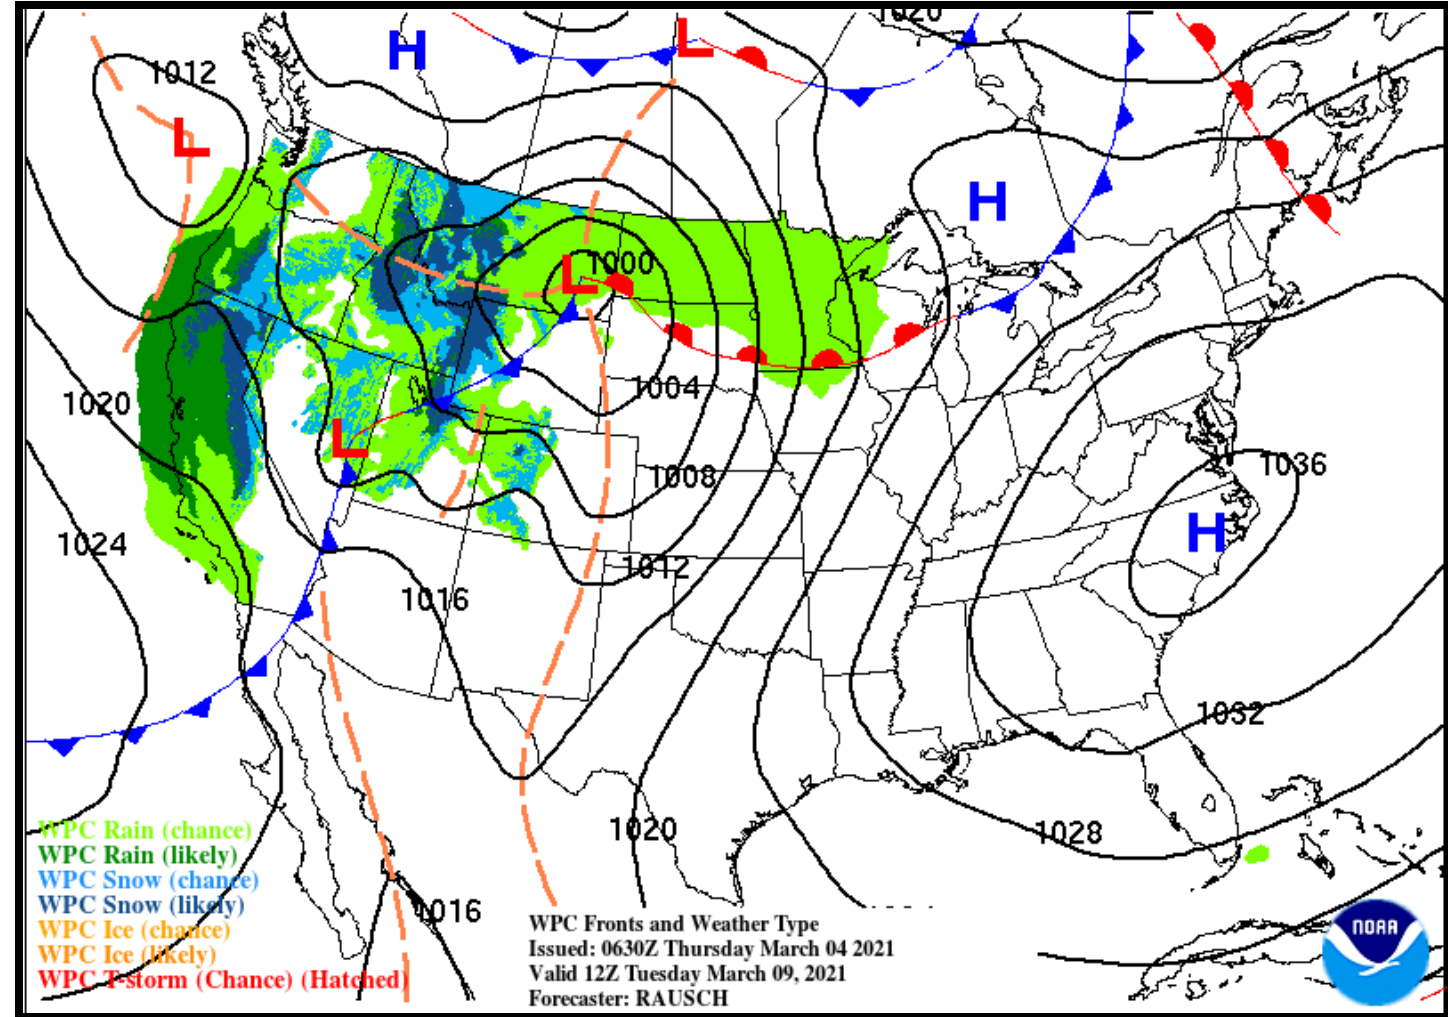 1020
H
L
1012
L
H
L
1000
1004
1020
L
1008
1036
H
1024
1012
1016
1032
WPC Rain (chance)
WPC Rain (likely)
WPC Snow (chance)
WPC Snow (likely)
WPC Ice (chance)
WPC Ice (likely)
WPC T-storm (Chance) (Hatched)
1020
1028
1016
WPC Fronts and Weather Type
Issued: 0630Z Thursday March 04 2021
Valid 12Z Tuesday March 09, 2021
Forecaster: RAUSCH
NOAA